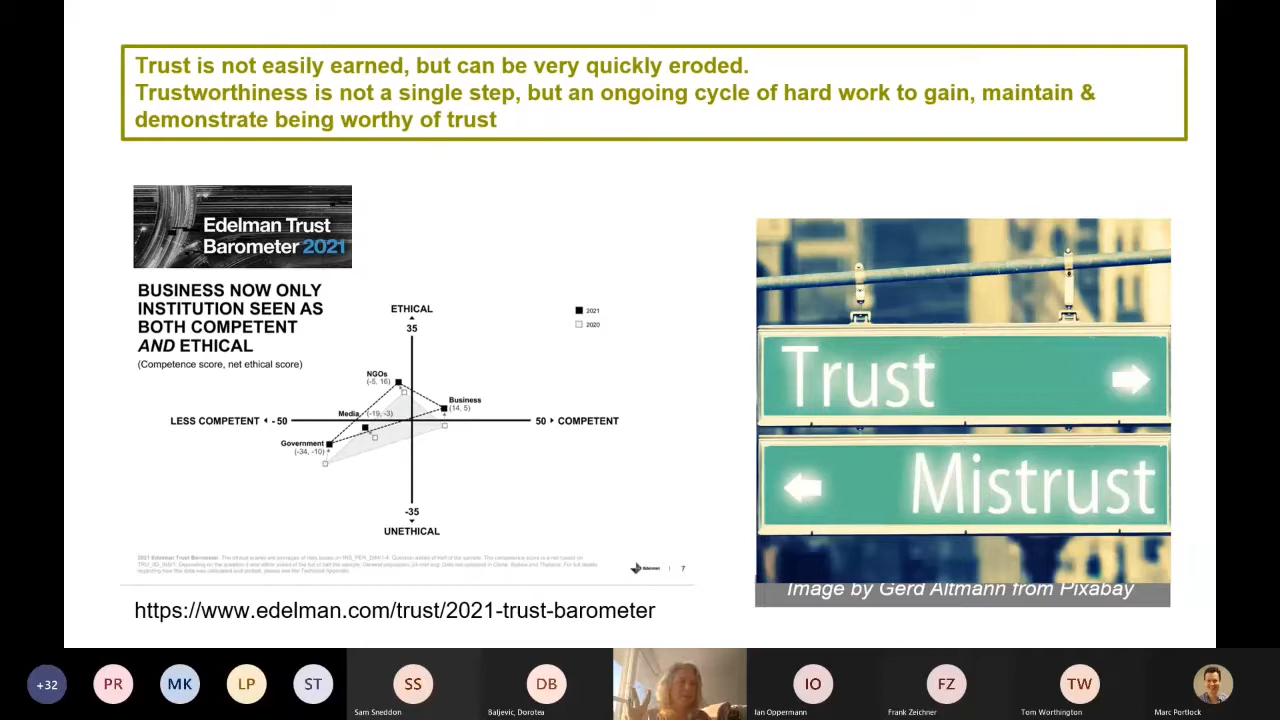 Trust is not easily earned, but can be very quickly eroded.
Trustworthiness is not a single step, but an ongoing cycle of hard work to gain, maintain &
demonstrate being worthy of trust
Edelman Trust
Barometer 2021
BUSINESS NOW ONLY
INSTITUTION SEEN AS
BOTH COMPETENT
AND ETHICAL
(Competence score, net ethical score)
ETHICAL
35
2021
2020
NGOs
(-5, 16)
Business
(14, 5)
Media
(-19, -3)
LESS COMPETENT
- 50
50
COMPETENT
Government
(-34, -10)
-35
UNETHICAL
2021 Edelman Trust Barometer.
Edelman
7
https://www.edelman.com/trust/2021-trust-barometer
Trust
Mistrust
Image by Gerd Altmann from Pixabay
+32
PR
MK
LP
ST
SS
Sam Sneddon
DB
Baljevic, Dorotea
IO
Ian Oppermann
FZ
Frank Zeichner
TW
Tom Worthington
Marc Portlock